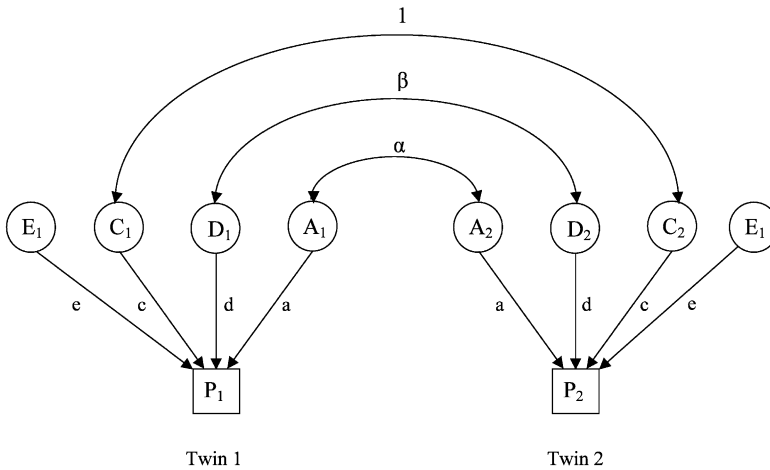 1
β
α
E1 C1 D1 A1 A2 D2 C2 E1
e c d a a d c e
P1 P2
Twin 1 Twin 2